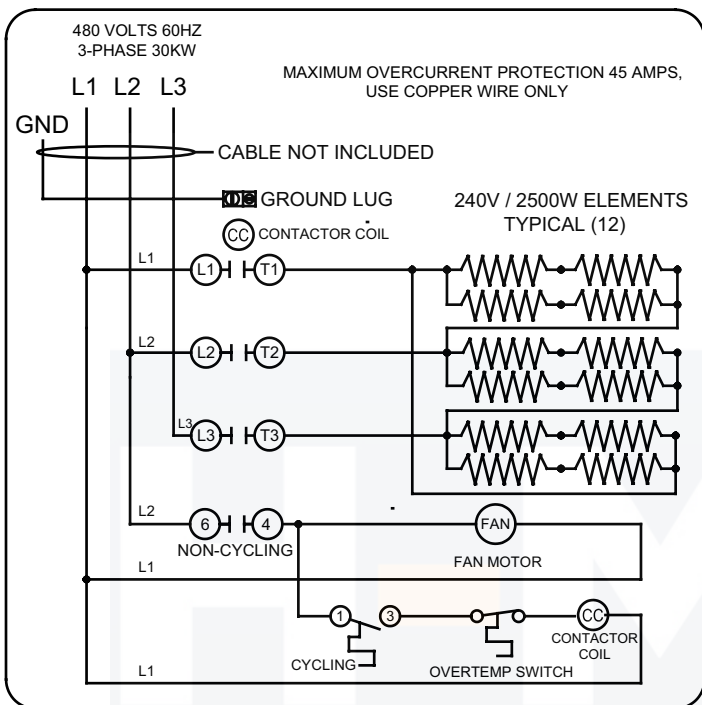 480 VOLTS 60HZ
3-PHASE 30KW
L1 L2 L3
MAXIMUM OVERCURRENT PROTECTION 45 AMPS,
USE COPPER WIRE ONLY
GND
CABLE NOT INCLUDED
GROUND LUG
240V / 2500W ELEMENTS
TYPICAL (12)
CC CONTACTOR COIL
L1 L1 T1
L2 L2 T2
L3 L3 T3
L2 6 4 FAN
NON-CYCLING
FAN MOTOR
L1
1 3 CC
CONTACTOR
COIL
CYCLING
OVERTEMP SWITCH
L1